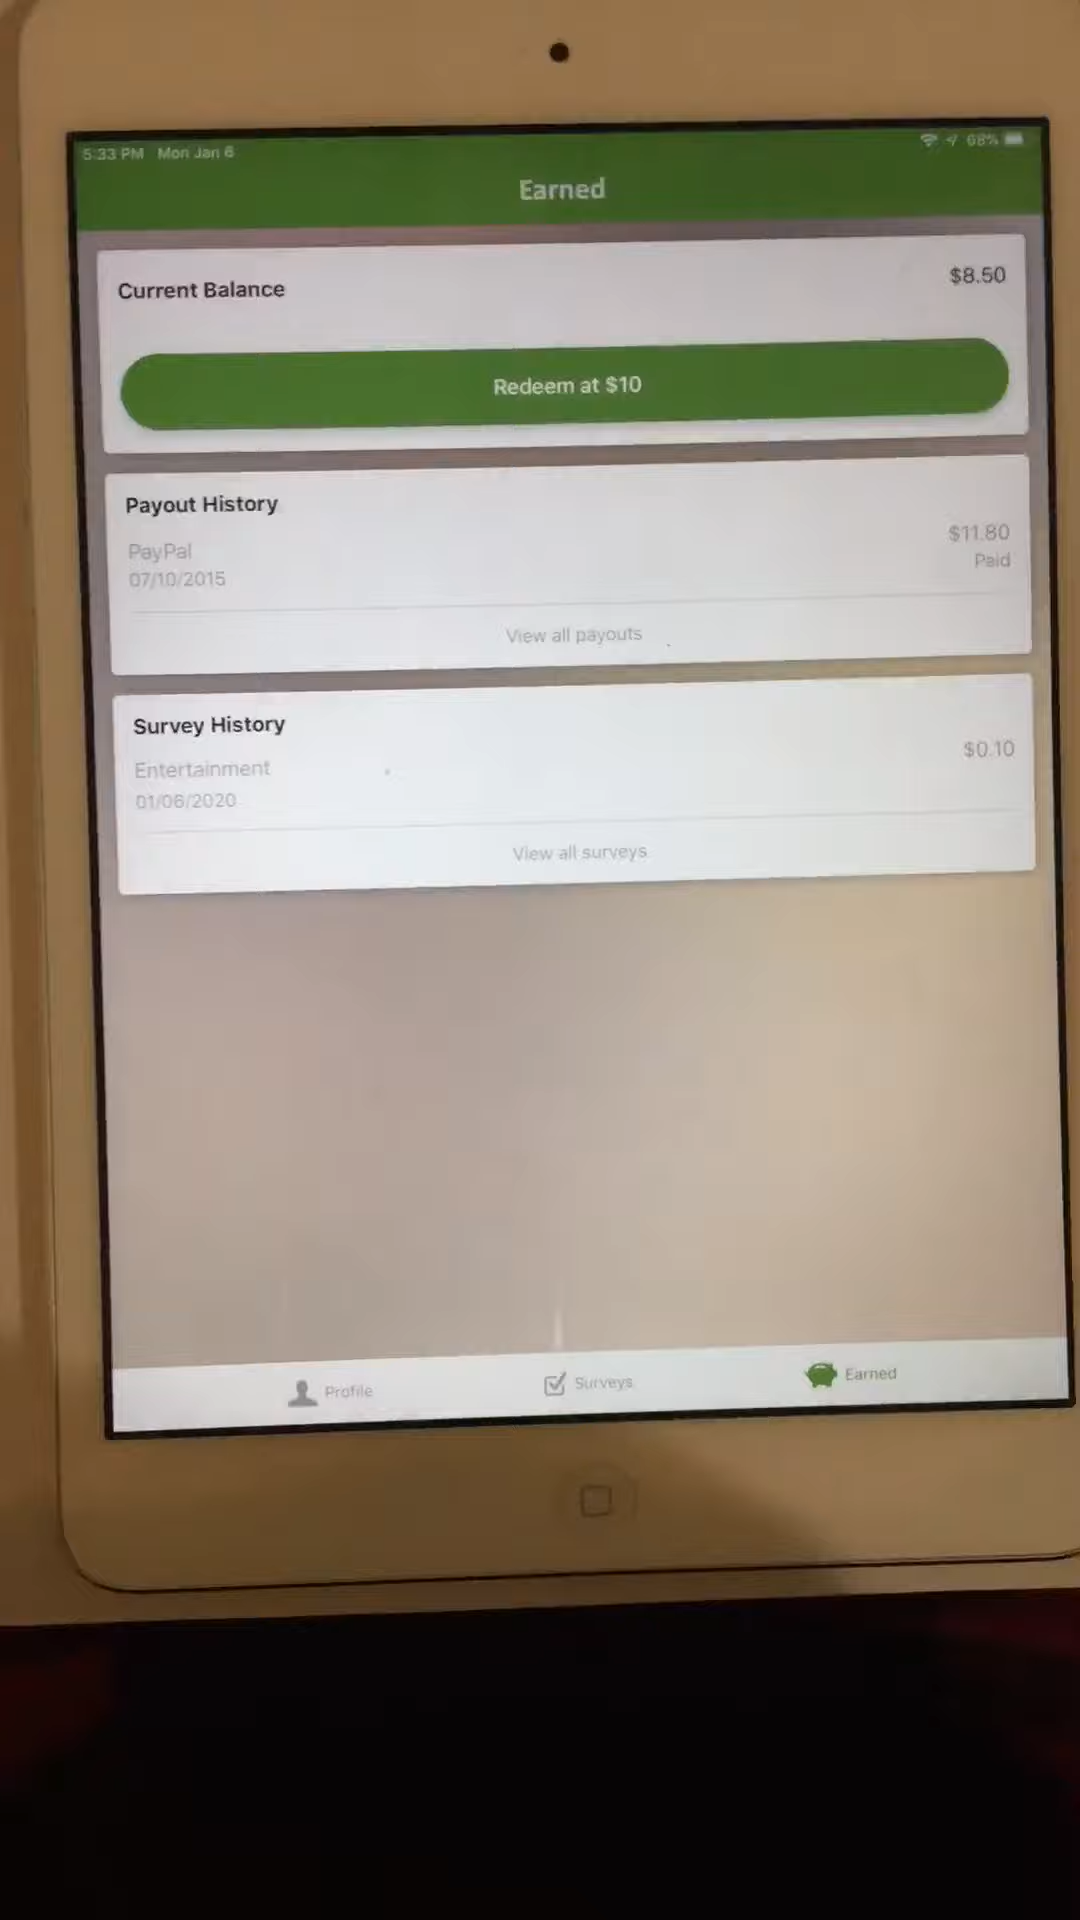 5:33 PM Mon Jan 6 68%
Earned
Current Balance $8.50
Redeem at $10
Payout History
PayPal $11.80
07/10/2015 Paid
View all payouts
Survey History
Entertainment $0.10
01/06/2020
View all surveys
Profile Surveys Earned